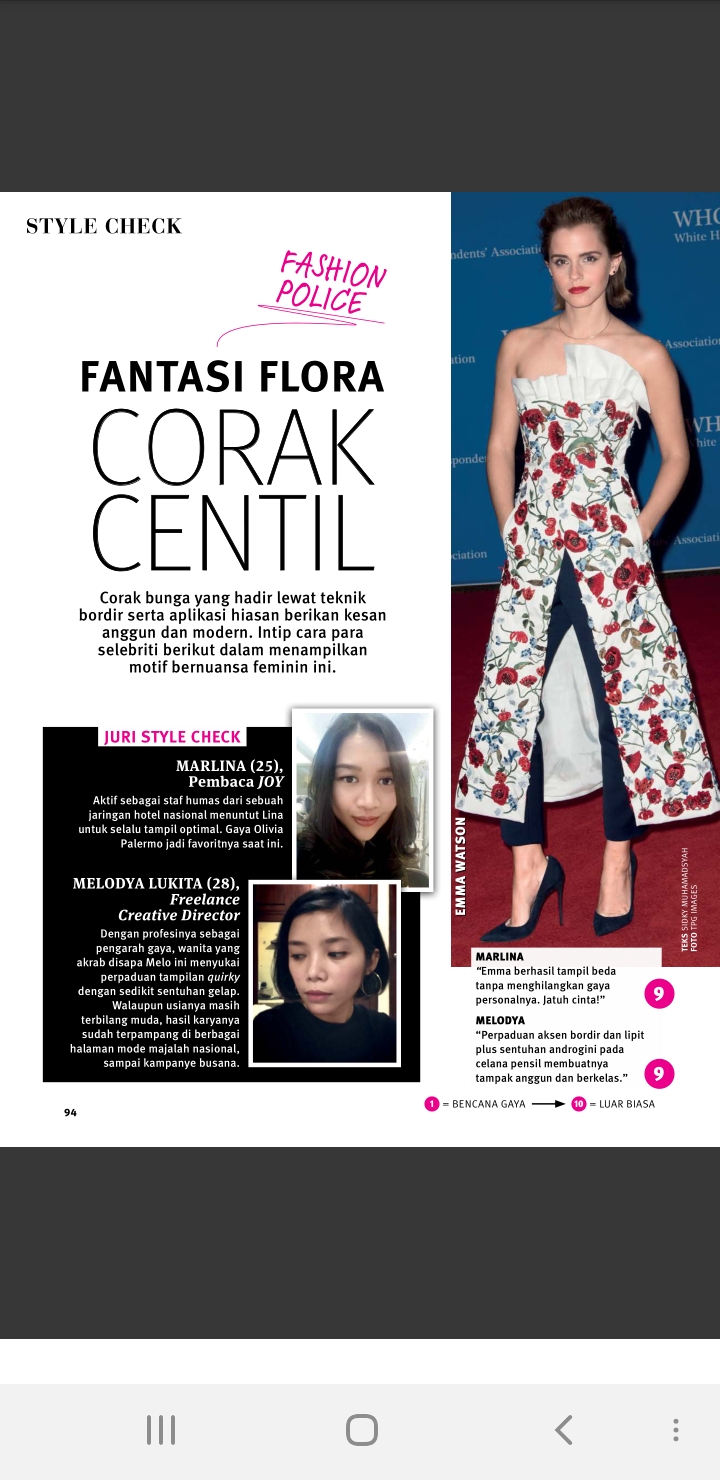 STYLE CHECK
FASHION
POLICE
FANTASI FLORA
CORAK
CENTIL
Corak bunga yang hadir lewat teknik
bordir serta aplikasi hiasan berikan kesan
anggun dan modern. Intip cara para
selebriti berikut dalam menampilkan
motif bernuansa feminin ini.
JURI STYLE CHECK
MARLINA (25),
Pembaca JOY
Aktif sebagai staf humas dari sebuah
jaringan hotel nasional menuntut Lina
untuk selalu tampil optimal. Gaya Olivia
Palermo jadi favoritnya saat ini.
MELODYA LUKITA (28),
Freelance
Creative Director
Dengan profesinya sebagai
pengarah gaya, wanita yang
akrab disapa Melo ini menyukai
perpaduan tampilan quirky
dengan sedikit sentuhan gelap.
Walaupun usianya masih
terbilang muda, hasil karyanya
sudah terpampang di berbagai
halaman mode majalah nasional,
sampai kampanye busana.
94
WHO
White H
ndents' Associati
Association
ation
WH
White
ponde
ociation
Associati
EMMA WATSON
TEKS SIDKY MUHAMADSYAH
FOTO TPG IMAGES
MARLINA
“Emma berhasil tampil beda
tanpa menghilangkan gaya
personalnya. Jatuh cinta!”
9
MELODYA
“Perpaduan aksen bordir dan lipit
plus sentuhan androgini pada
celana pensil membuatnya
tampak anggun dan berkelas.”
9
1 = BENCANA GAYA 10 = LUAR BIASA